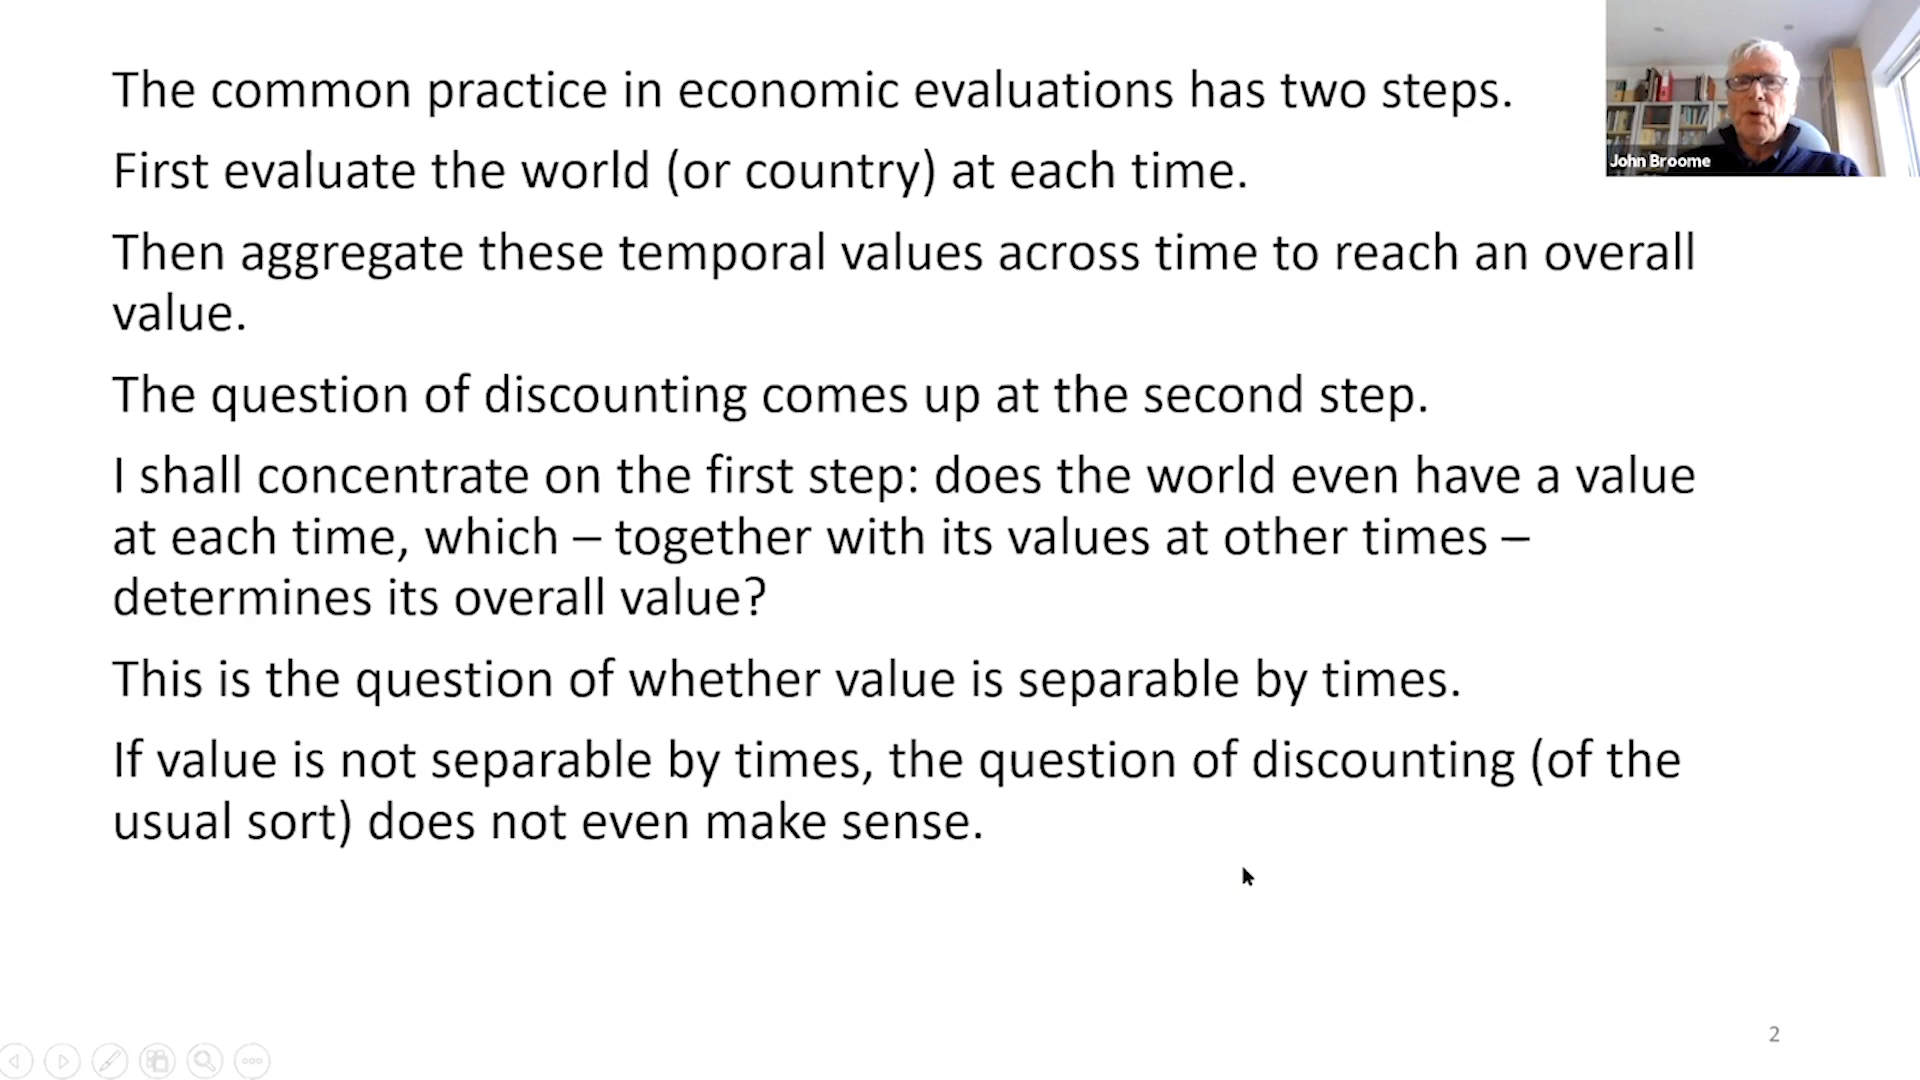 The common practice in economic evaluations has two steps.
First evaluate the world (or country) at each time.
Then aggregate these temporal values across time to reach an overall
value.
The question of discounting comes up at the second step.
I shall concentrate on the first step: does the world even have a value
at each time, which – together with its values at other times –
determines its overall value?
This is the question of whether value is separable by times.
If value is not separable by times, the question of discounting (of the
usual sort) does not even make sense.
John Broome
2